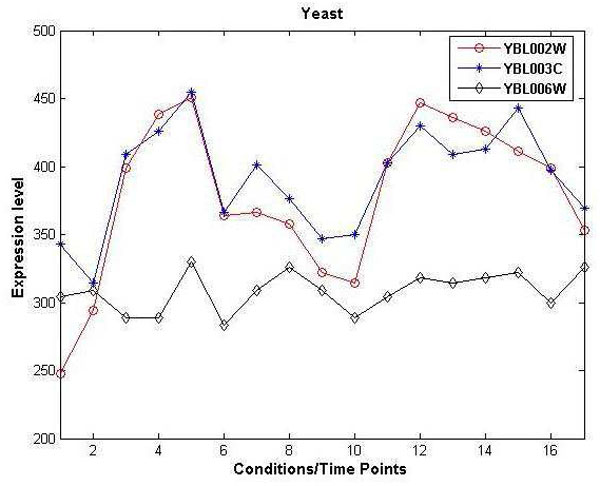 Yeast
YBL002W
YBL003C
YBL006W
500
450
400
350
300
250
200
Expression level
2 4 6 8 10 12 14 16
Conditions/Time Points